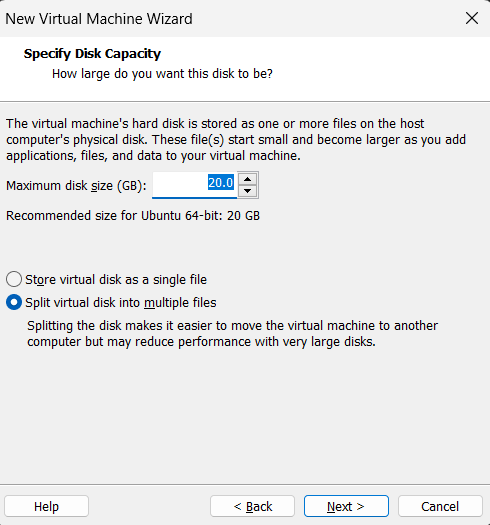 New Virtual Machine Wizard
Specify Disk Capacity
How large do you want this disk to be?
The virtual machine's hard disk is stored as one or more files on the host
computer's physical disk. These file(s) start small and become larger as you add
applications, files, and data to your virtual machine.
Maximum disk size (GB): 20.0
Recommended size for Ubuntu 64-bit: 20 GB
Store virtual disk as a single file
Split virtual disk into multiple files
Splitting the disk makes it easier to move the virtual machine to another
computer but may reduce performance with very large disks.
Help < Back Next > Cancel